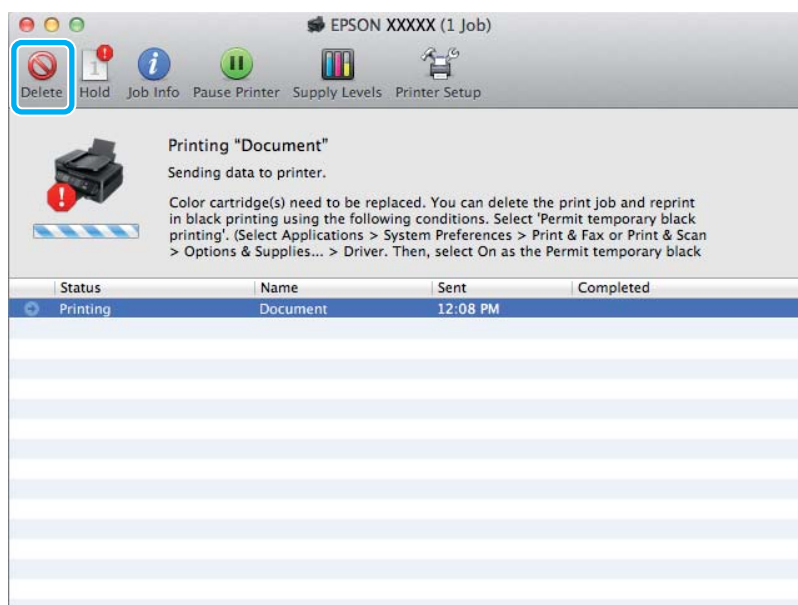 EPSON XXXXX (1 Job)
1
Delete Hold Job Info Pause Printer Supply Levels Printer Setup
Printing "Document"
Sending data to printer.
Color cartridge(s) need to be replaced. You can delete the print job and reprint
in black printing using the following conditions. Select 'Permit temporary black
printing'. (Select Applications > System Preferences > Print & Fax or Print & Scan
> Options & Supplies... > Driver. Then, select On as the Permit temporary black
Status Name Sent Completed
Printing Document 12:08 PM